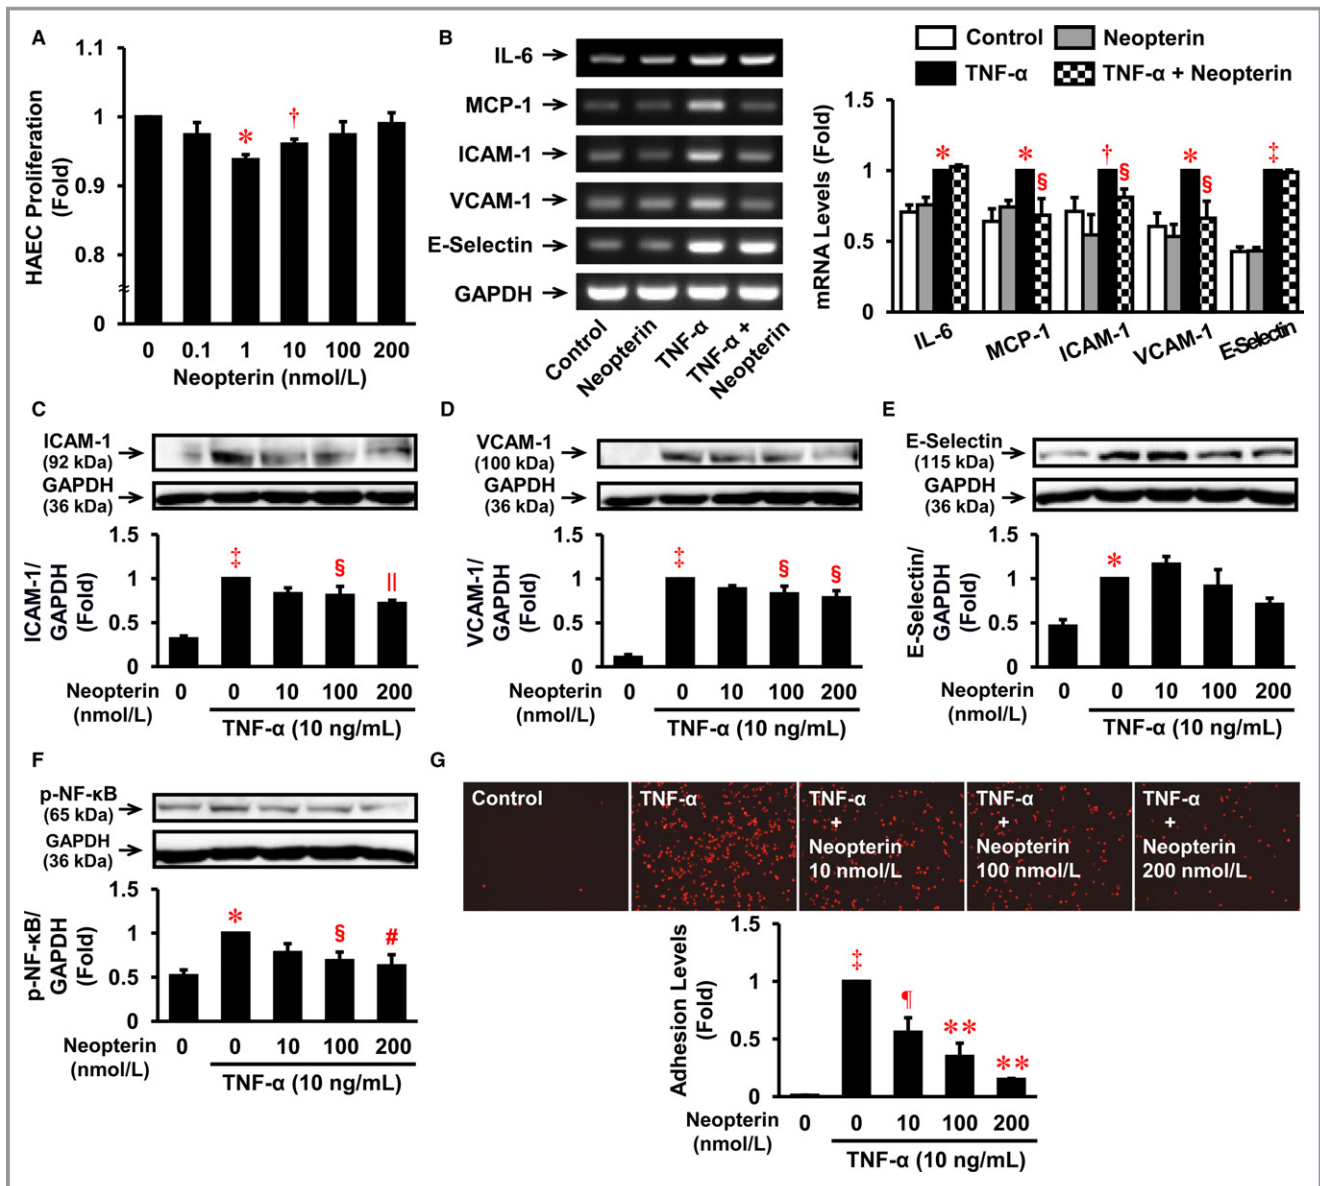 A
1.1
1
0.9
0.8
0
HAEC Proliferation
(Fold)
*
†
0 0.1 1 10 100 200
Neopterin (nmol/L)
B
IL-6
MCP-1
ICAM-1
VCAM-1
E-Selectin
GAPDH
Control
Neopterin
TNF-α
TNF-α +
Neopterin
Control
Neopterin
TNF-α
TNF-α + Neopterin
mRNA Levels (Fold)
1.5
1
0.5
0
* * † * ‡
§ § §
IL-6
MCP-1
ICAM-1
VCAM-1
E-Selectin
C
ICAM-1
(92 kDa)
GAPDH
(36 kDa)
ICAM-1/
GAPDH
(Fold)
1.5
1
0.5
0
‡ § ||
Neopterin
(nmol/L)
0 0 10 100 200
TNF-α (10 ng/mL)
D
VCAM-1
(100 kDa)
GAPDH
(36 kDa)
VCAM-1/
GAPDH
(Fold)
1.5
1
0.5
0
‡ § §
Neopterin
(nmol/L)
0 0 10 100 200
TNF-α (10 ng/mL)
E
E-Selectin
(115 kDa)
GAPDH
(36 kDa)
E-Selectin/
GAPDH
(Fold)
1.5
1
0.5
0
*
Neopterin
(nmol/L)
0 0 10 100 200
TNF-α (10 ng/mL)
F
p-NF-κB
(65 kDa)
GAPDH
(36 kDa)
p-NF-κB/
GAPDH
(Fold)
1.5
1
0.5
0
* § #
Neopterin
(nmol/L)
0 0 10 100 200
TNF-α (10 ng/mL)
G
Control
TNF-α
TNF-α
+
Neopterin
10 nmol/L
TNF-α
+
Neopterin
100 nmol/L
TNF-α
+
Neopterin
200 nmol/L
Adhesion Levels
(Fold)
1.5
1
0.5
0
‡ ¶ ** **
Neopterin
(nmol/L)
0 0 10 100 200
TNF-α (10 ng/mL)